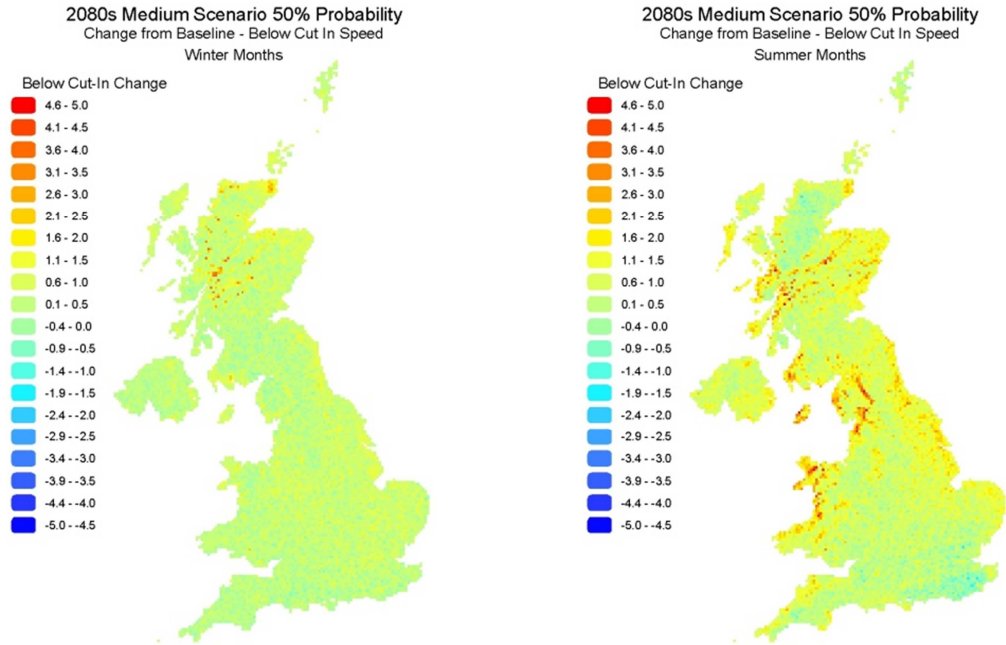 2080s Medium Scenario 50% Probability
Change from Baseline - Below Cut In Speed
Winter Months
Below Cut-In Change
4.6 - 5.0
4.1 - 4.5
3.6 - 4.0
3.1 - 3.5
2.6 - 3.0
2.1 - 2.5
1.6 - 2.0
1.1 - 1.5
0.6 - 1.0
0.1 - 0.5
-0.4 - 0.0
-0.9 - -0.5
-1.4 - -1.0
-1.9 - -1.5
-2.4 - -2.0
-2.9 - -2.5
-3.4 - -3.0
-3.9 - -3.5
-4.4 - -4.0
-5.0 - -4.5
2080s Medium Scenario 50% Probability
Change from Baseline - Below Cut In Speed
Summer Months
Below Cut-In Change
4.6 - 5.0
4.1 - 4.5
3.6 - 4.0
3.1 - 3.5
2.6 - 3.0
2.1 - 2.5
1.6 - 2.0
1.1 - 1.5
0.6 - 1.0
0.1 - 0.5
-0.4 - 0.0
-0.9 - -0.5
-1.4 - -1.0
-1.9 - -1.5
-2.4 - -2.0
-2.9 - -2.5
-3.4 - -3.0
-3.9 - -3.5
-4.4 - -4.0
-5.0 - -4.5